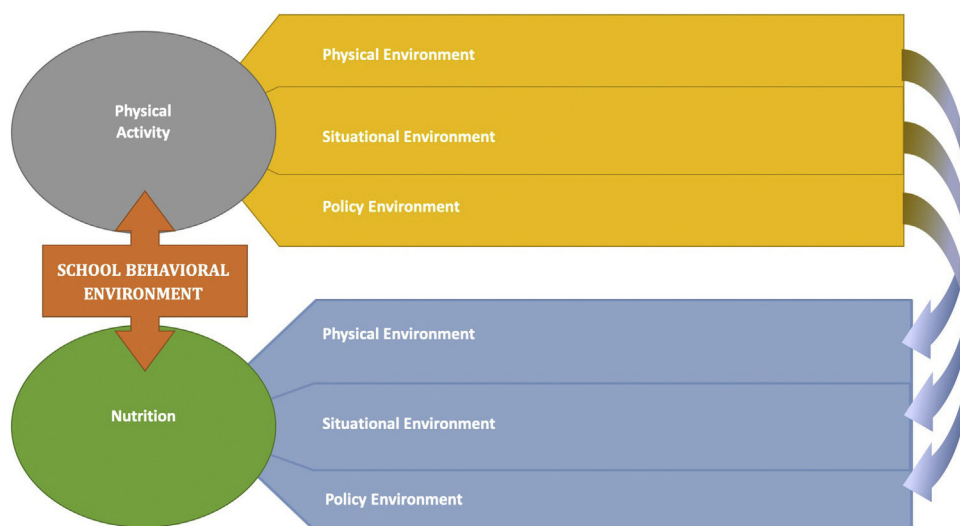 Physical
Activity
Physical Environment
Situational Environment
Policy Environment
SCHOOL BEHAVIORAL
ENVIRONMENT
Nutrition
Physical Environment
Situational Environment
Policy Environment